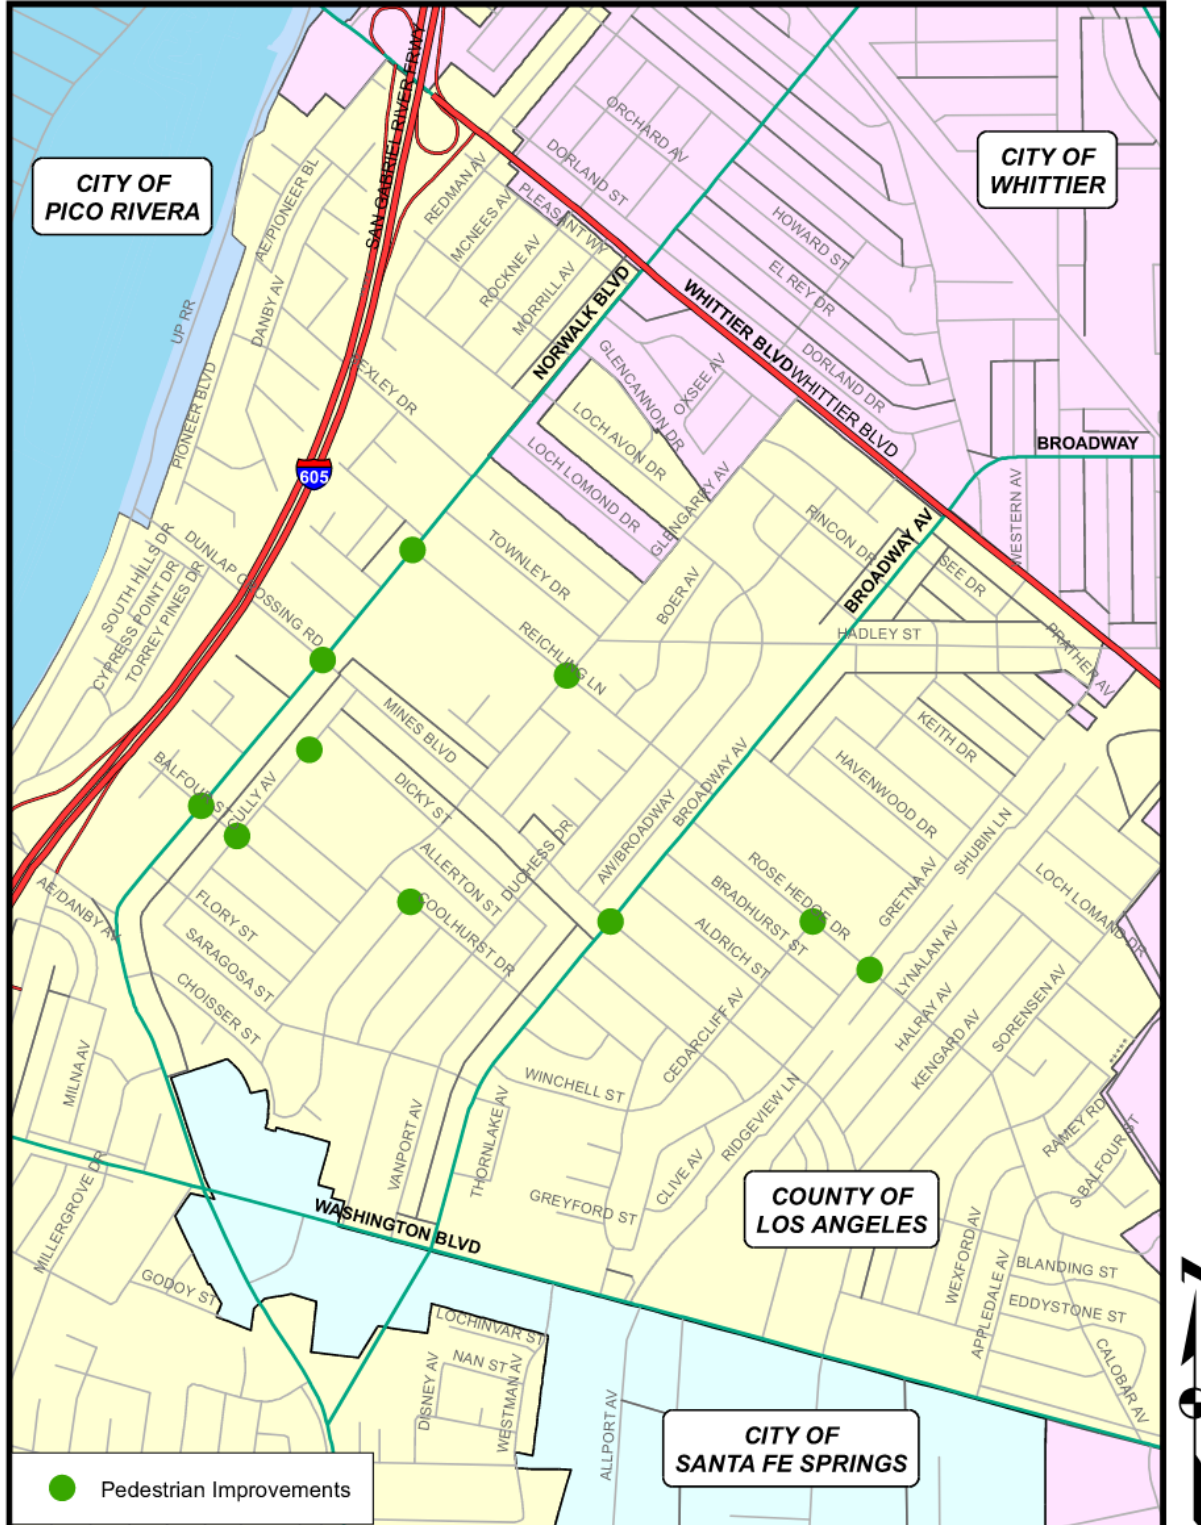 SAN GABRIEL RIVER FRWY
ORCHARD AV
DORLAND ST
CITY OF
WHITTIER
CITY OF
PICO RIVERA
AE/PIONEER BL
REDMAN AV
MCNEES AV
PLEASANT WY
ROCKNE AV
MORRILL AV
HOWARD ST
EL REY DR
DANBY AV
UP RR
NORWALK BLVD
WHITTIER BLVD
WHITTIER BLVD
DORLAND DR
GLENCANNON DR
OXSEE AV
PIONEER BLVD
LOCH AVON DR
LOCH LOMOND DR
BROADWAY
605
GLENGARRY AV
WESTERN AV
RINCON DR
BROADWAY AV
SEE DR
SOUTH HILLS DR
CYPRESS POINT DR
TORREY PINES DR
DUNLAP CROSSING RD
TOWNLEY DR
BOER AV
REICHLING LN
HADLEY ST
PRATHER AV
MINES BLVD
KEITH DR
HAVENWOOD DR
BALFOUR ST
GULLY AV
DICKY ST
BROADWAY AV
AW/BROADWAY
SHUBIN LN
DUCHESS DR
ALLERTON ST
COOLHURST DR
ROSE HEDGE DR
BRADHURST ST
ALDRICH ST
GRETNA AV
LOCH LOMAND DR
AE/DANBY AV
FLORY ST
SARAGOSA ST
CHOISSER ST
LYNALAN AV
HALRAY AV
KENGARD AV
SORENSEN AV
CEDARCLIFF AV
MILNA AV
WINCHELL ST
VANPORT AV
THORNLAKE AV
RIDGEVIEW LN
CLIVE AV
RAMEY RD
S BALFOUR ST
MILLERGROVE DR
GREYFORD ST
COUNTY OF
LOS ANGELES
WASHINGTON BLVD
WEXFORD AV
APPLEDALE AV
BLANDING ST
EDDYSTONE ST
CALOBAR AV
GODOY ST
LOCHINVAR ST
NAN ST
DISNEY AV
WESTMAN AV
ALLPORT AV
CITY OF
SANTA FE SPRINGS
Pedestrian Improvements